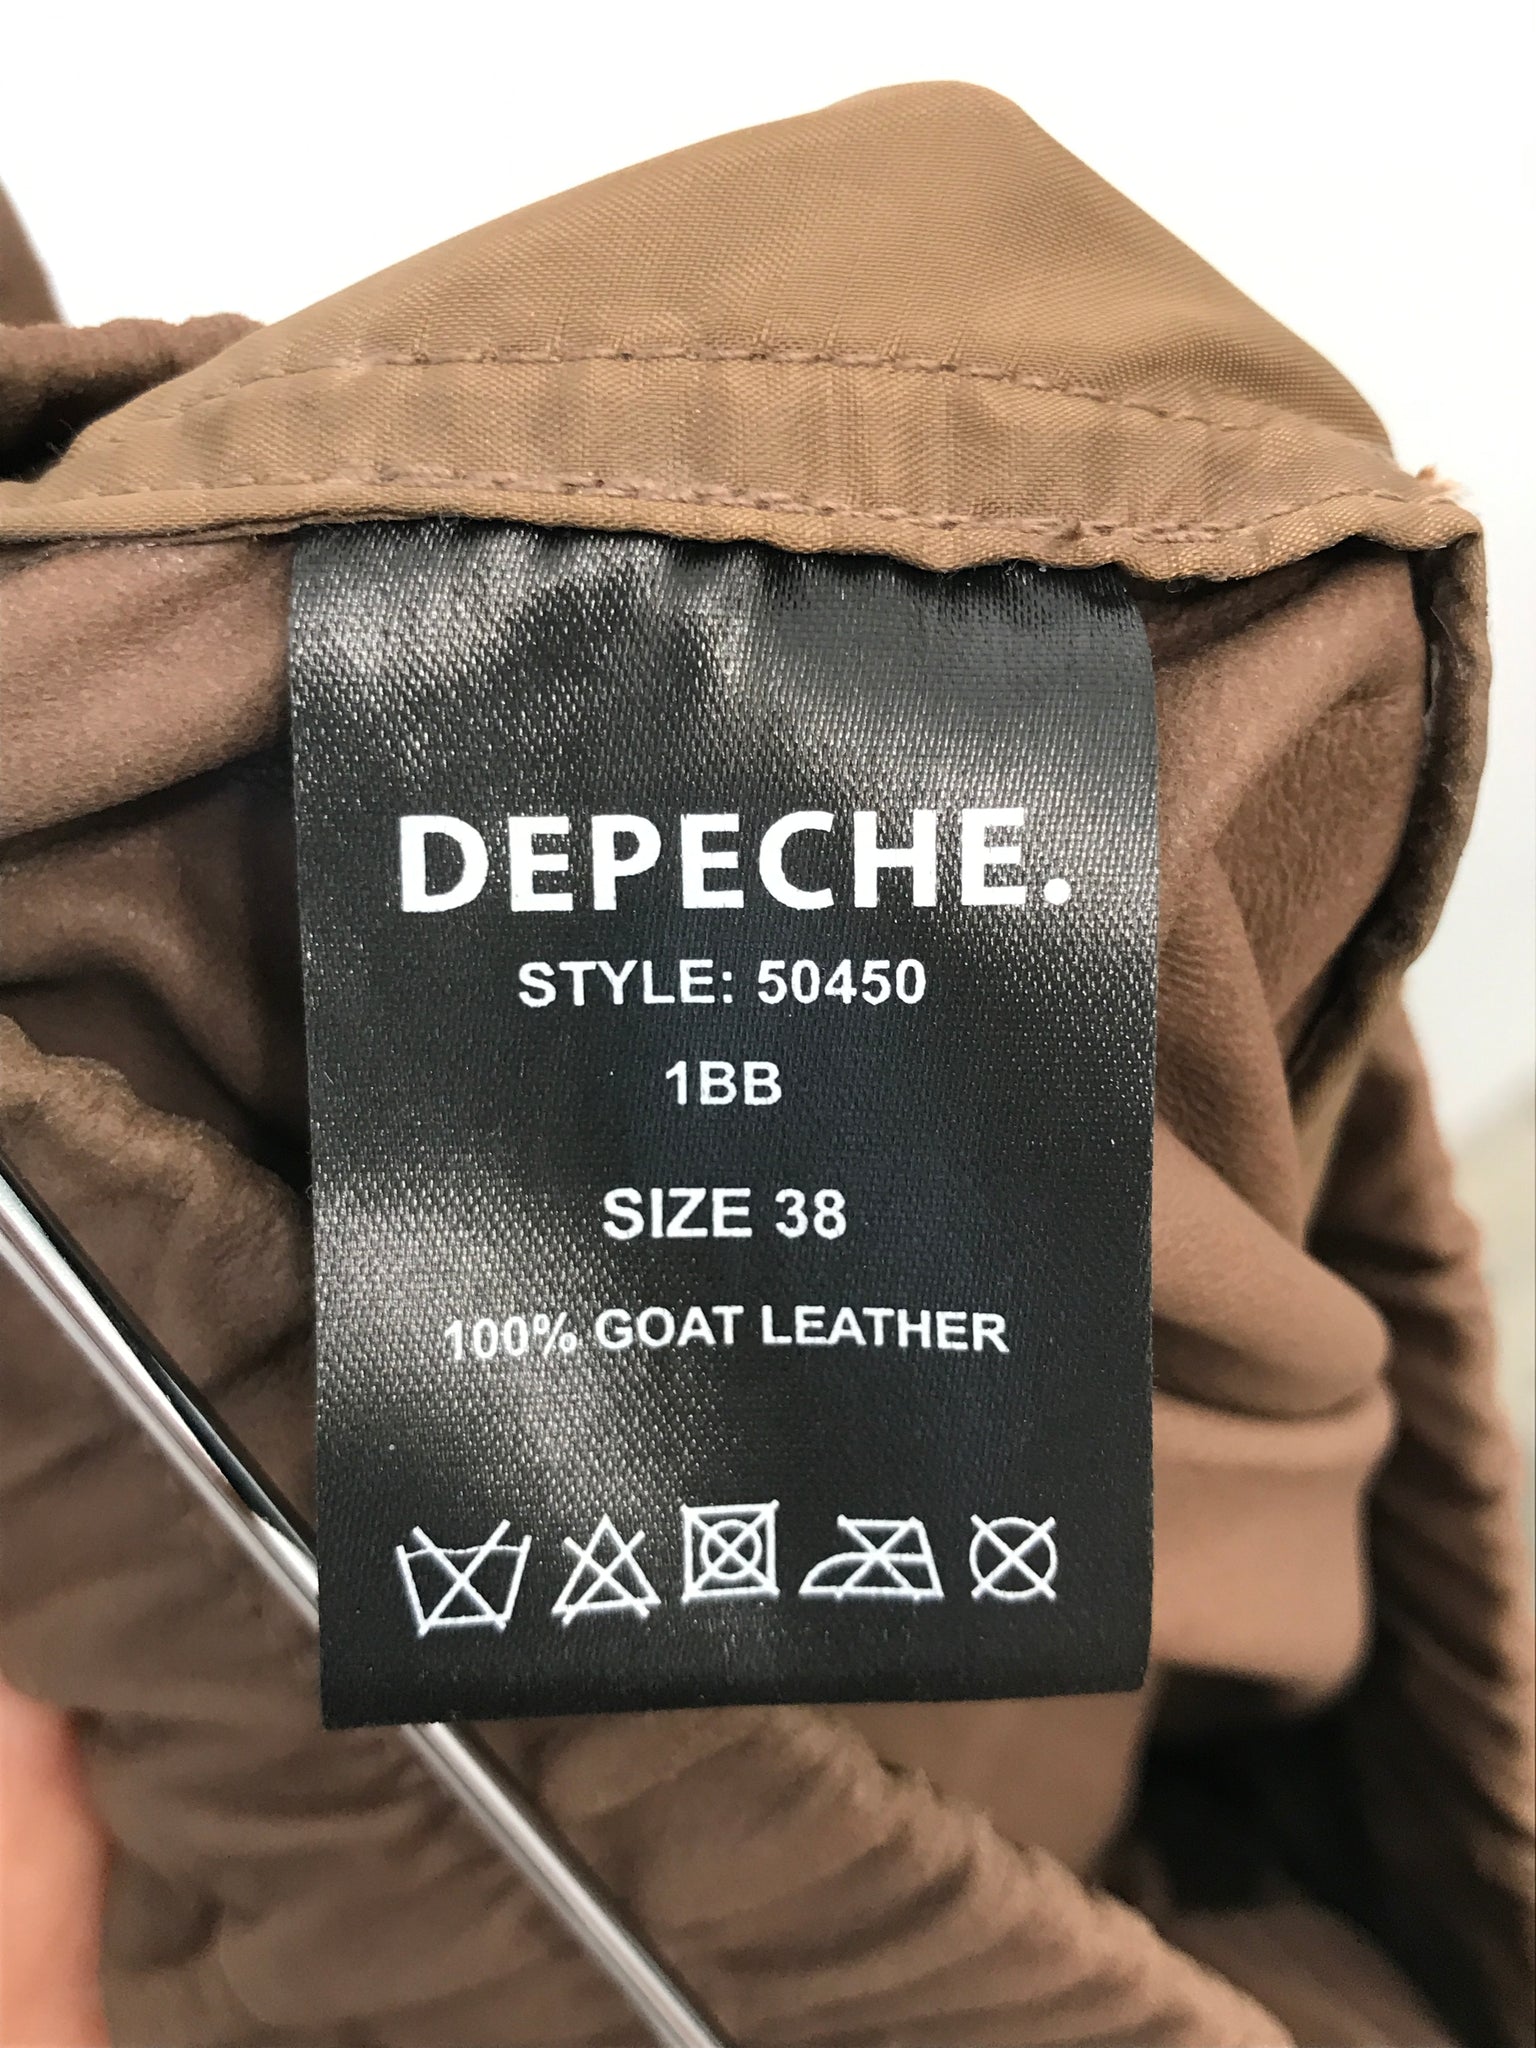 DEPECHE.
STYLE: 50450
1BB
SIZE 38
100% GOAT LEATHER